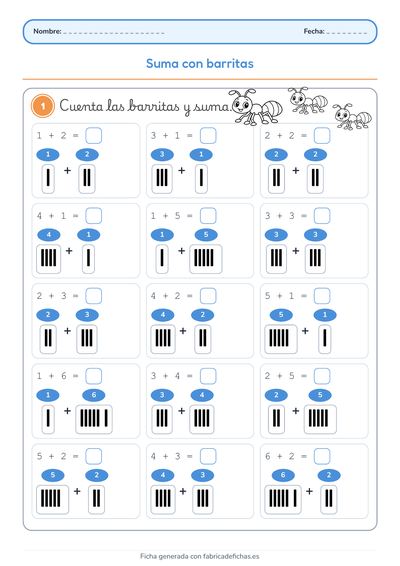 Nombre: Fecha:
Suma con barritas
1 Cuenta las barritas y suma.
1 + 2 = 3 + 1 = 2 + 2 =
1 2 3 1 2 2
+ + +
4 + 1 = 1 + 5 = 3 + 3 =
4 1 1 5 3 3
+ + +
2 + 3 = 4 + 2 = 5 + 1 =
2 3 4 2 5 1
+ + +
1 + 6 = 3 + 4 = 2 + 5 =
1 6 3 4 2 5
+ + +
5 + 2 = 4 + 3 = 6 + 2 =
5 2 4 3 6 2
+ + +
Ficha generada con fabricadefichas.es